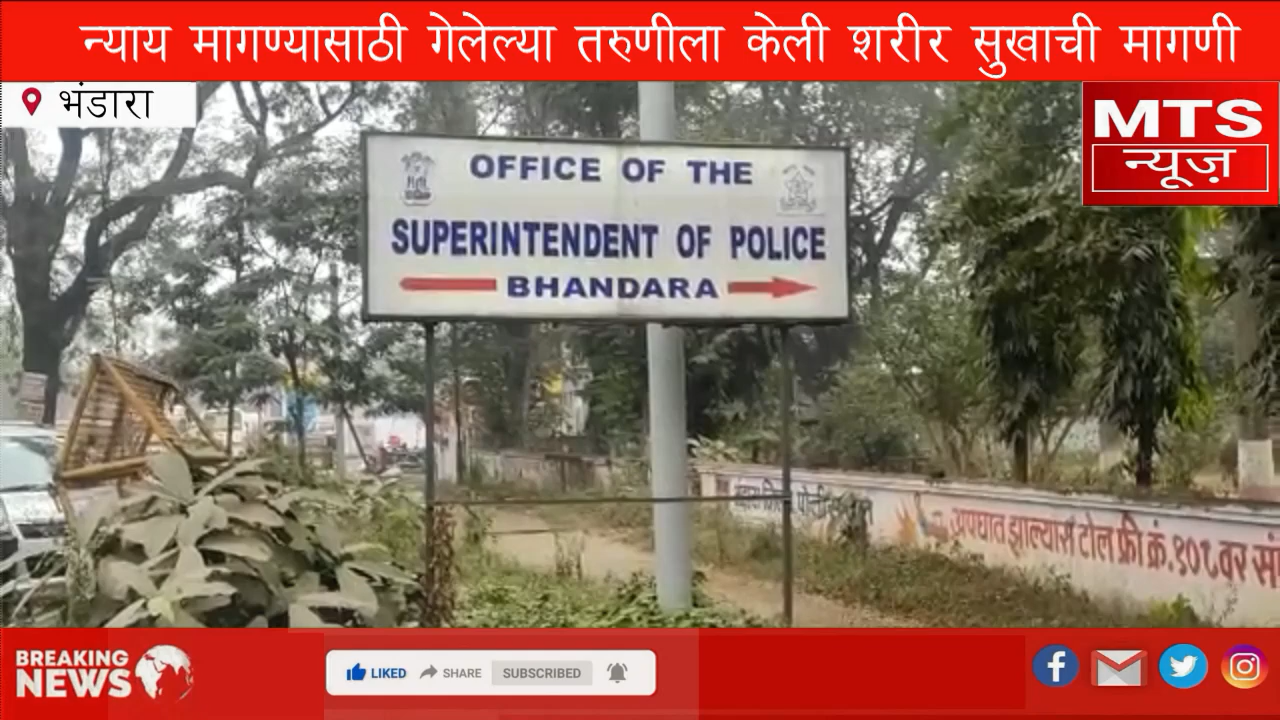 न्याय मागण्यासाठी गेलेल्या तरुणीला केली शरीर सुखाची मागणी
भंडारा
MTS
न्यूज़
OFFICE OF THE
SUPERINTENDENT OF POLICE
BHANDARA
अपघात झाल्यास टोल फ्री क्रं.१०८ वर
BREAKING
NEWS
LIKED SHARE SUBSCRIBED